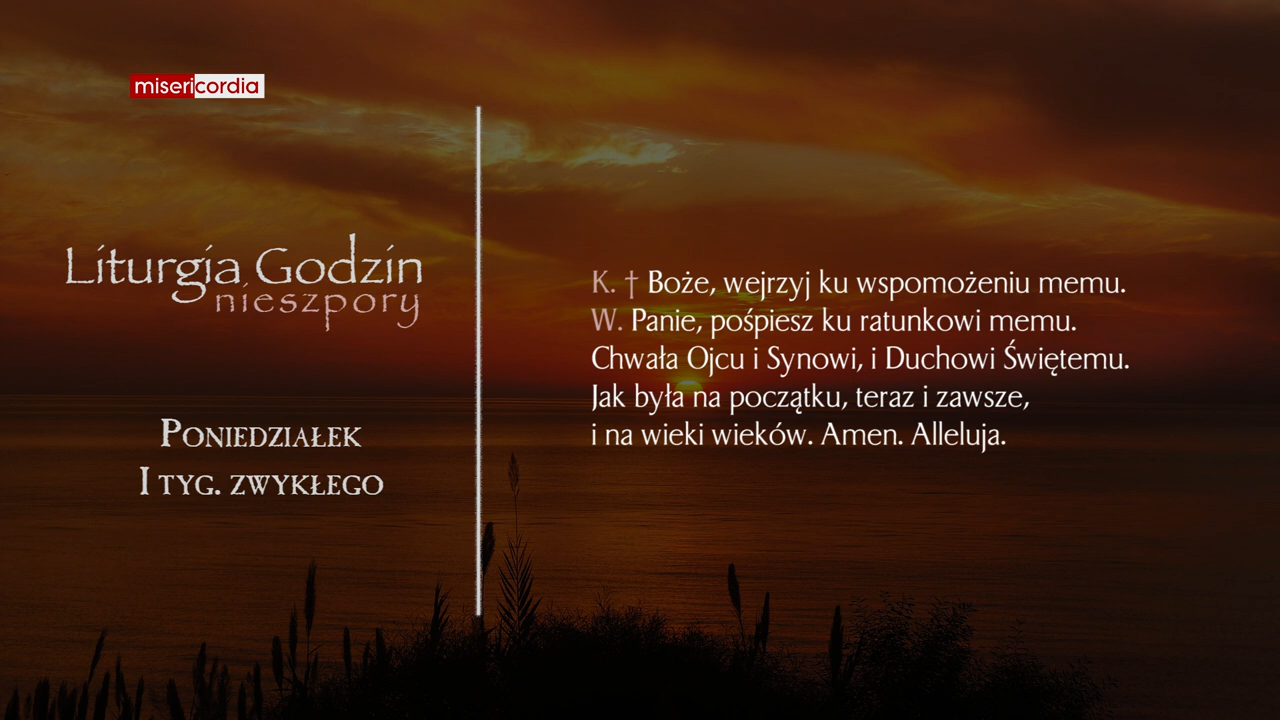 misericordia
Liturgia Godzin
nieszpory
Poniedziałek
I tyg. zwykłego
K. † Boże, wejrzyj ku wspomożeniu memu.
W. Panie, pośpiesz ku ratunkowi memu.
Chwała Ojcu i Synowi, i Duchowi Świętemu.
Jak była na początku, teraz i zawsze,
i na wieki wieków. Amen. Alleluja.